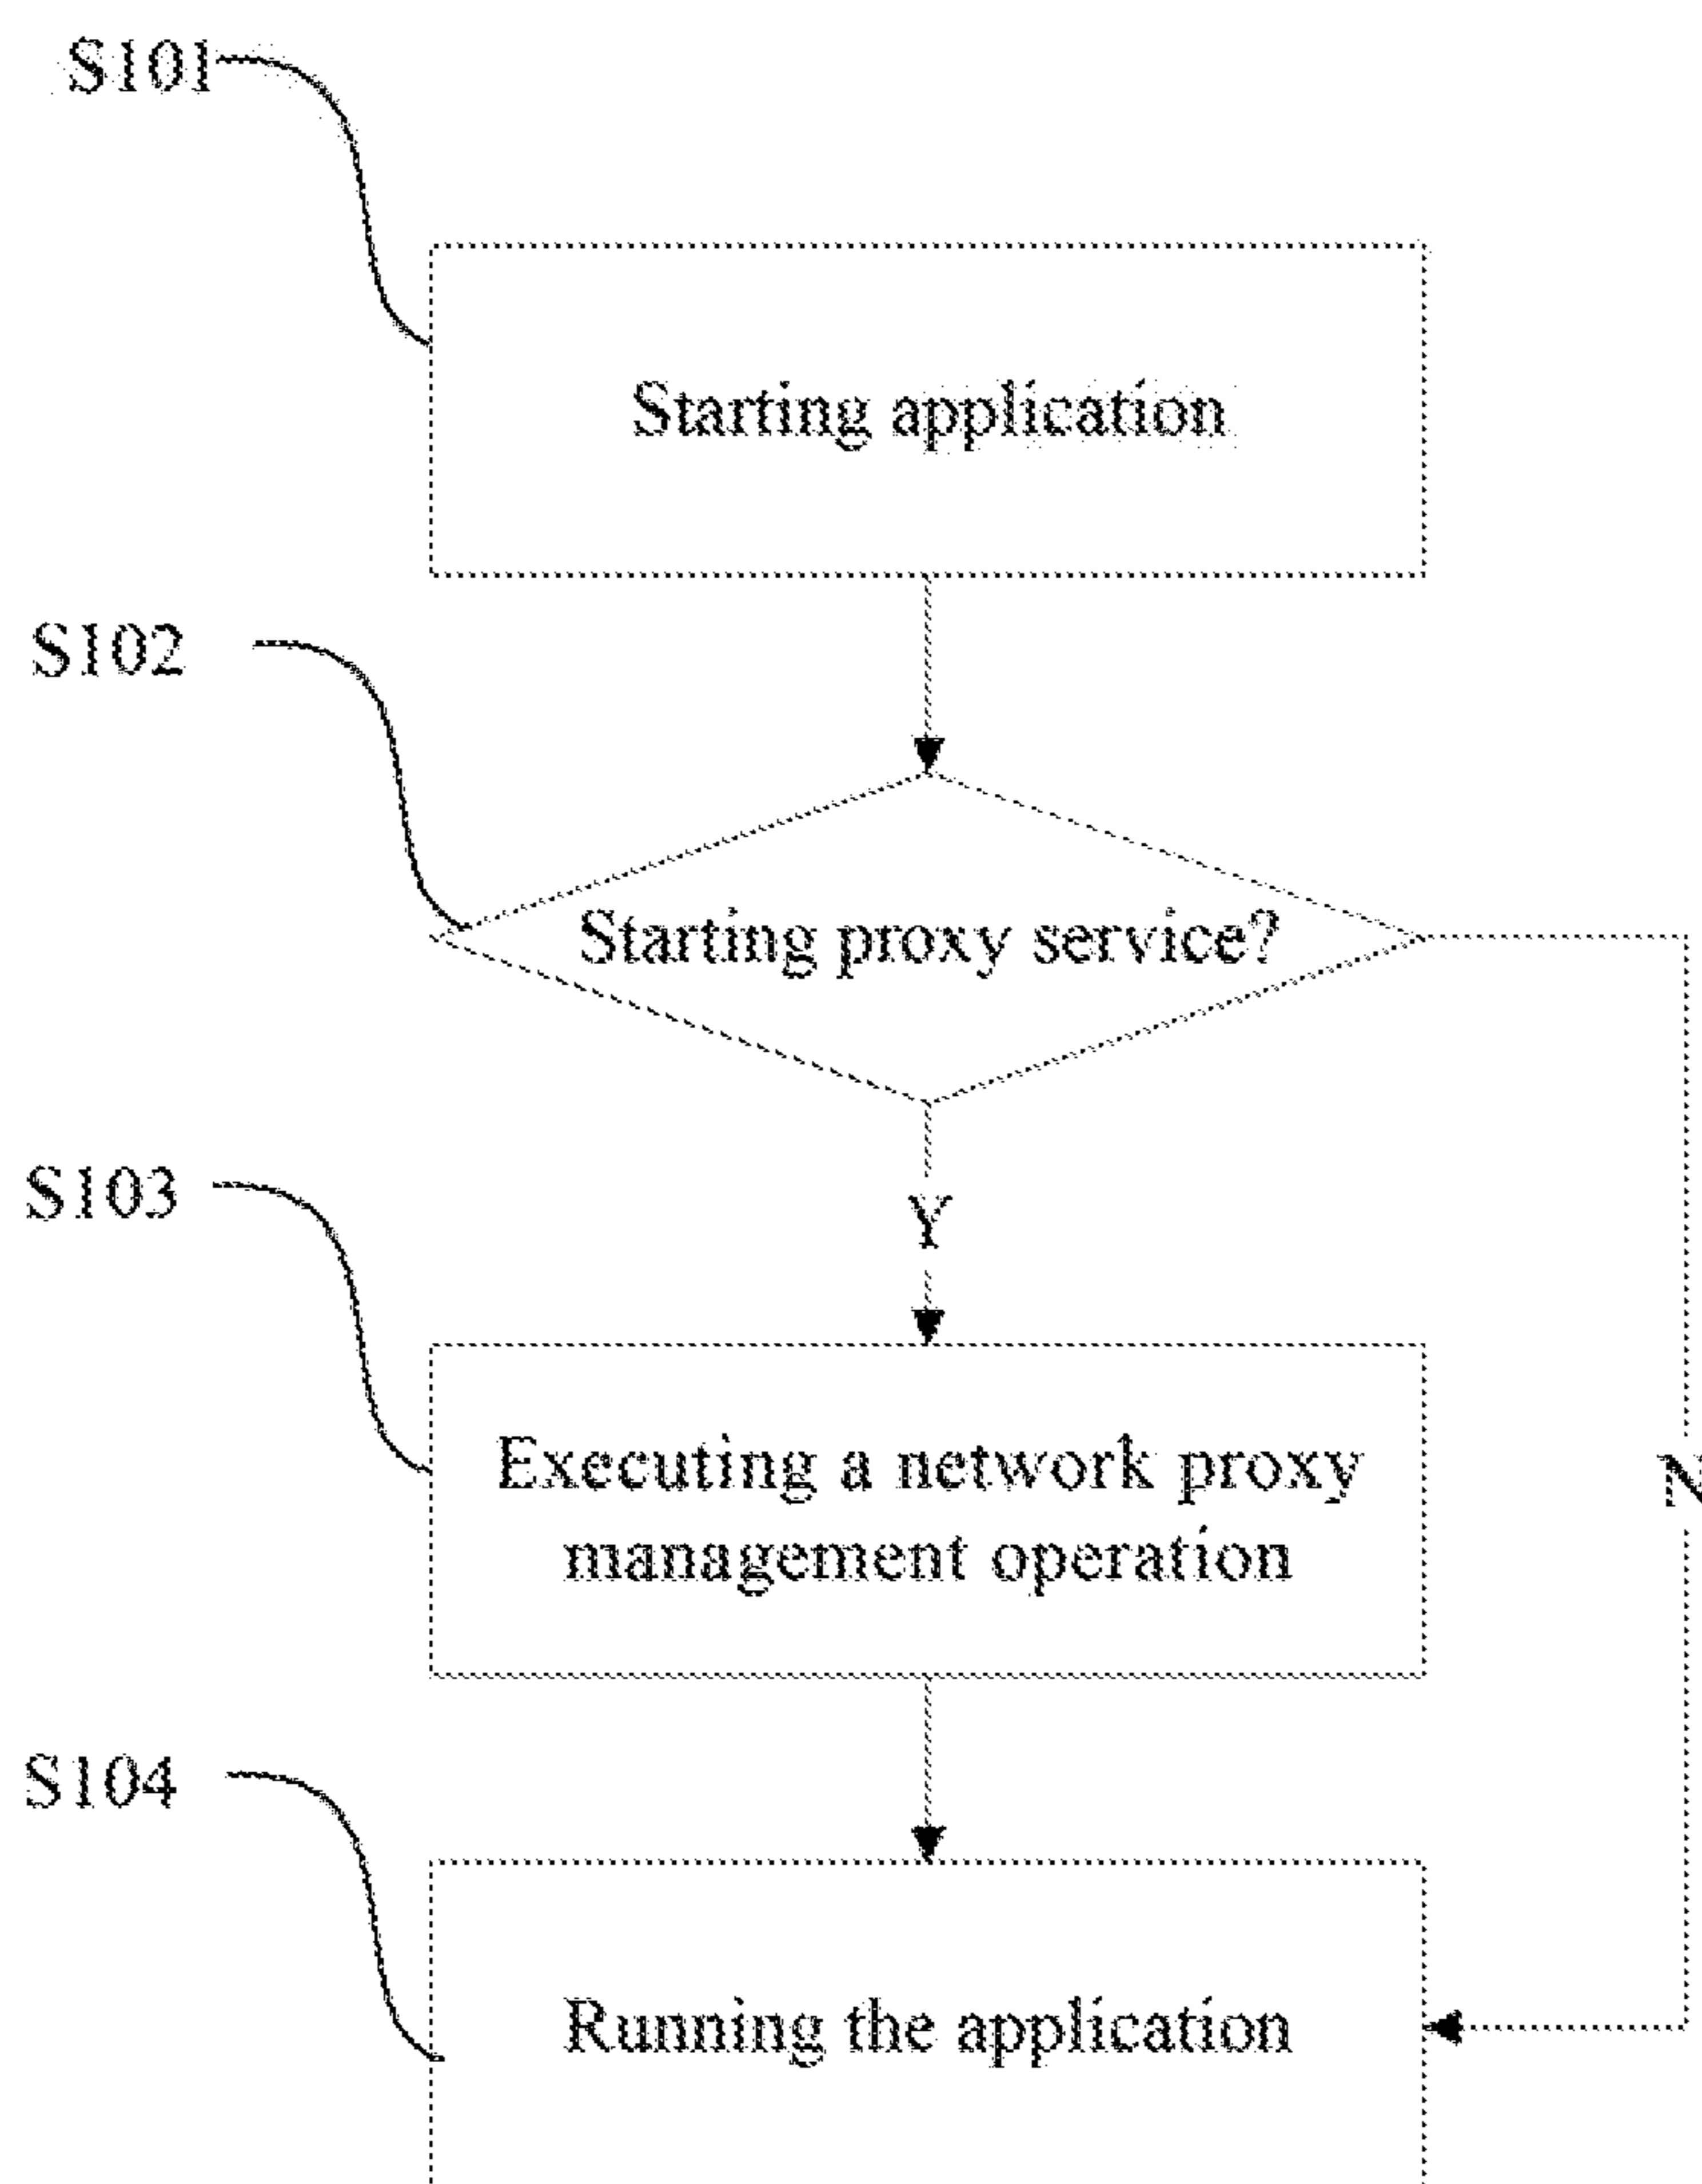 S101
Starting application
S102
Starting proxy service?
S103
Y
Executing a network proxy
management operation
N
S104
Running the application